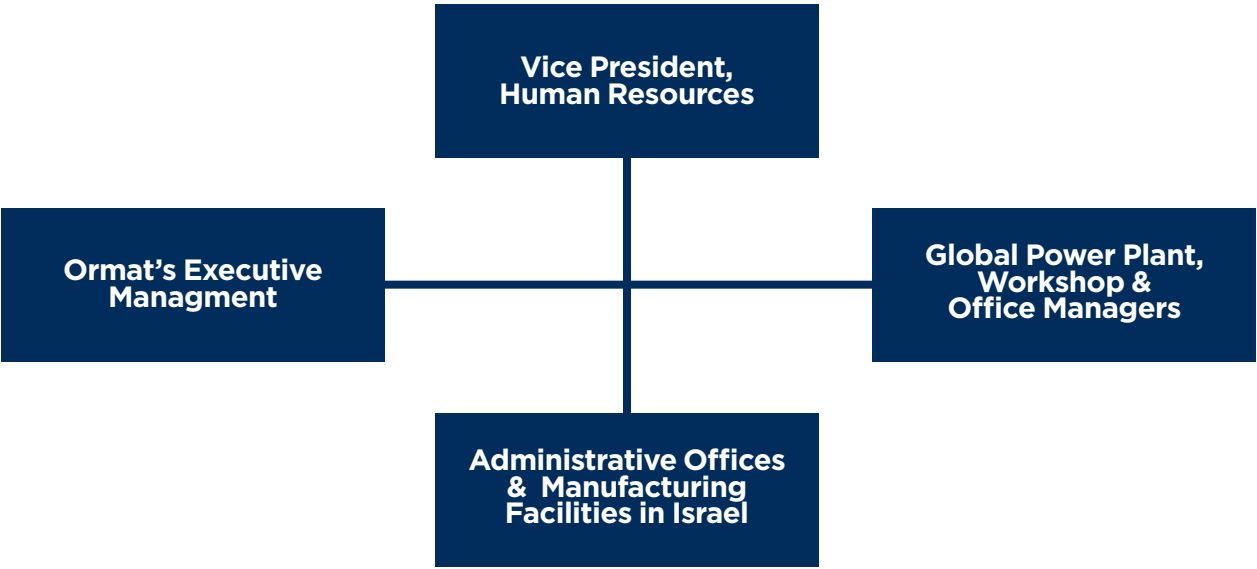 Vice President,
Human Resources
Ormat’s Executive
Managment
Global Power Plant,
Workshop &
Office Managers
Administrative Offices
& Manufacturing
Facilities in Israel